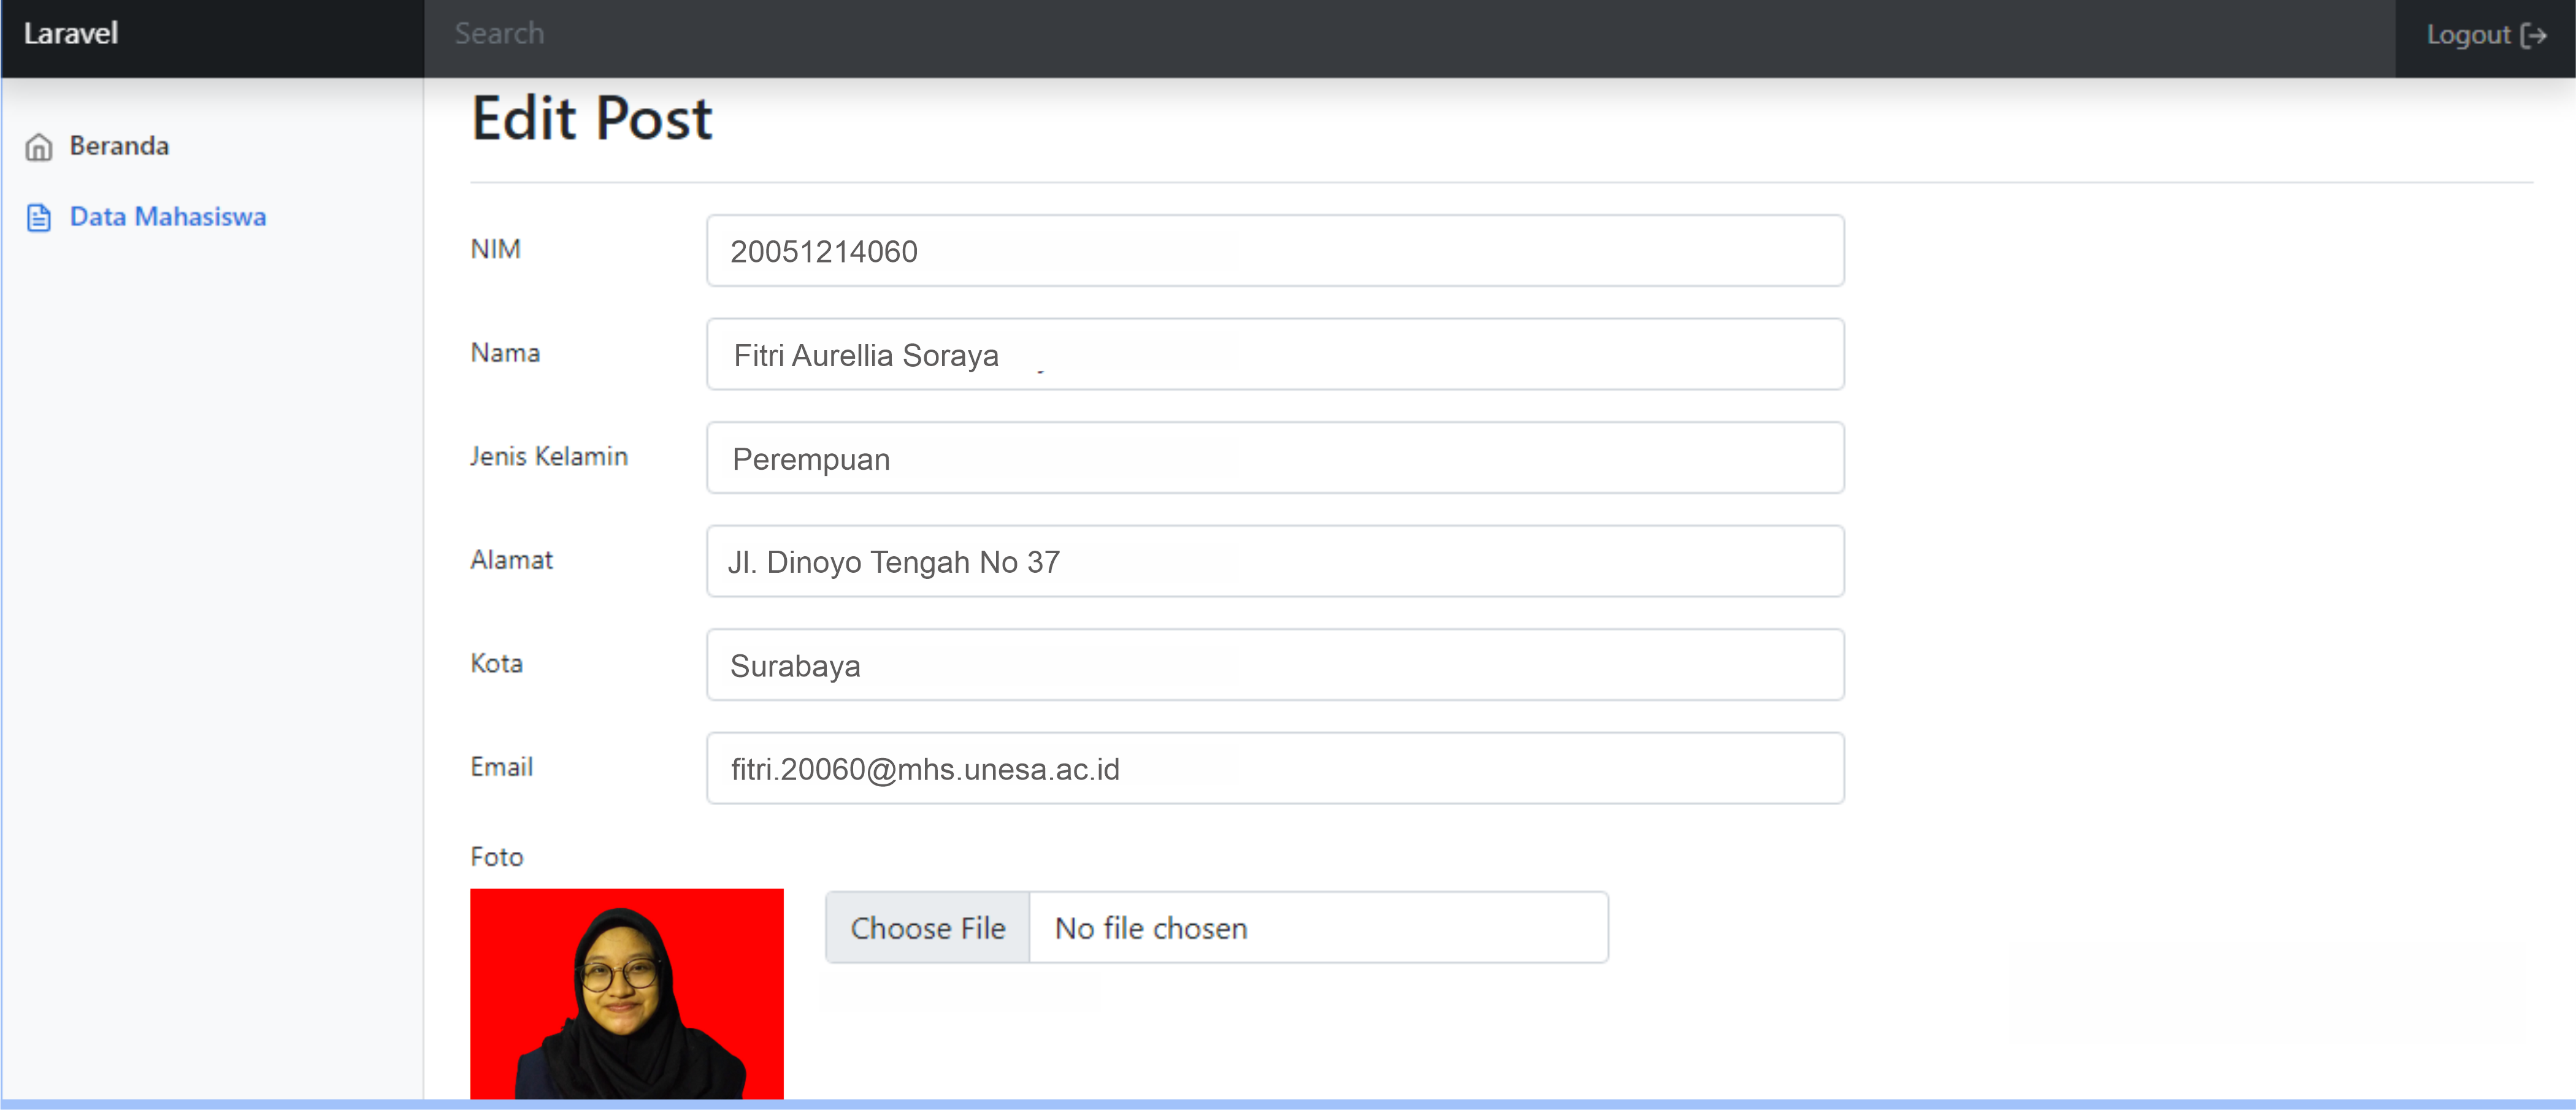 Laravel
Search
Logout
Beranda
Data Mahasiswa
Edit Post
NIM
20051214060
Nama
Fitri Aurellia Soraya
Jenis Kelamin
Perempuan
Alamat
Jl. Dinoyo Tengah No 37
Kota
Surabaya
Email
fitri.20060@mhs.unesa.ac.id
Foto
Choose File
No file chosen